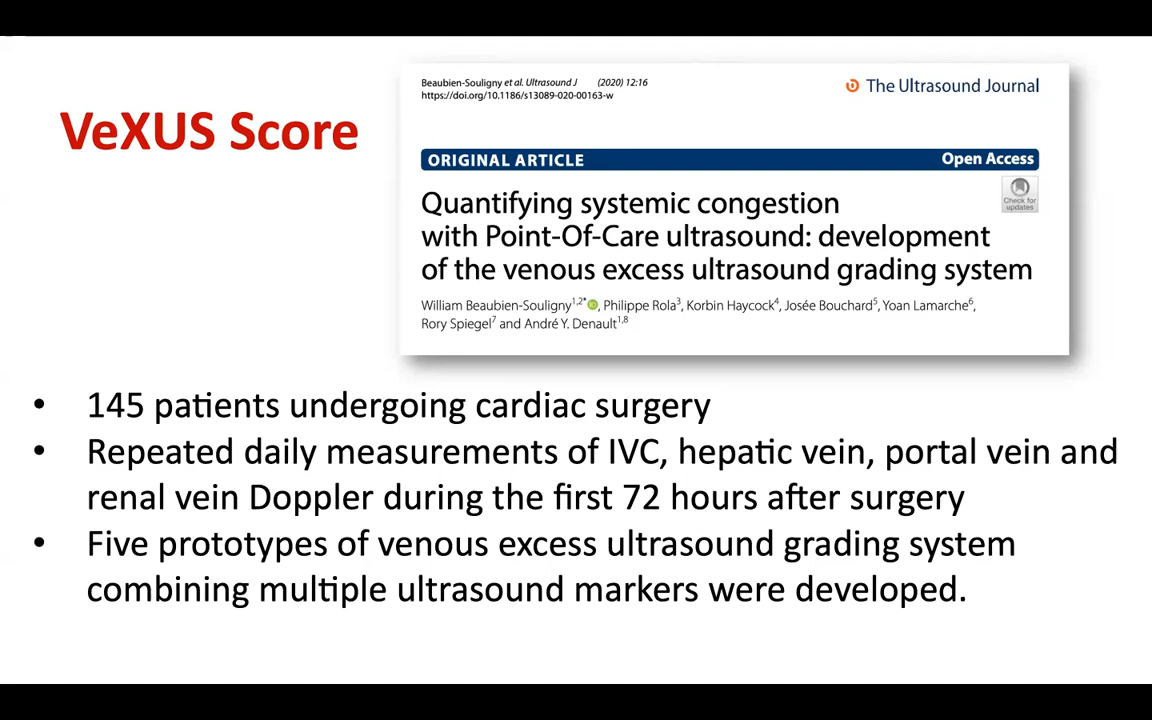 VeXUS Score
Beaubien-Souligny et al. Ultrasound J (2020) 12:16
https://doi.org/10.1186/s13089-020-00163-w
The Ultrasound Journal
ORIGINAL ARTICLE
Open Access
Check for
updates
Quantifying systemic congestion
with Point-Of-Care ultrasound: development
of the venous excess ultrasound grading system
William Beaubien-Souligny1,2*, Philippe Rola3, Korbin Haycock4, Josée Bouchard5, Yoan Lamarche6,
Rory Spiegel7 and André Y. Denault1,8
• 145 patients undergoing cardiac surgery
• Repeated daily measurements of IVC, hepatic vein, portal vein and
renal vein Doppler during the first 72 hours after surgery
• Five prototypes of venous excess ultrasound grading system
combining multiple ultrasound markers were developed.